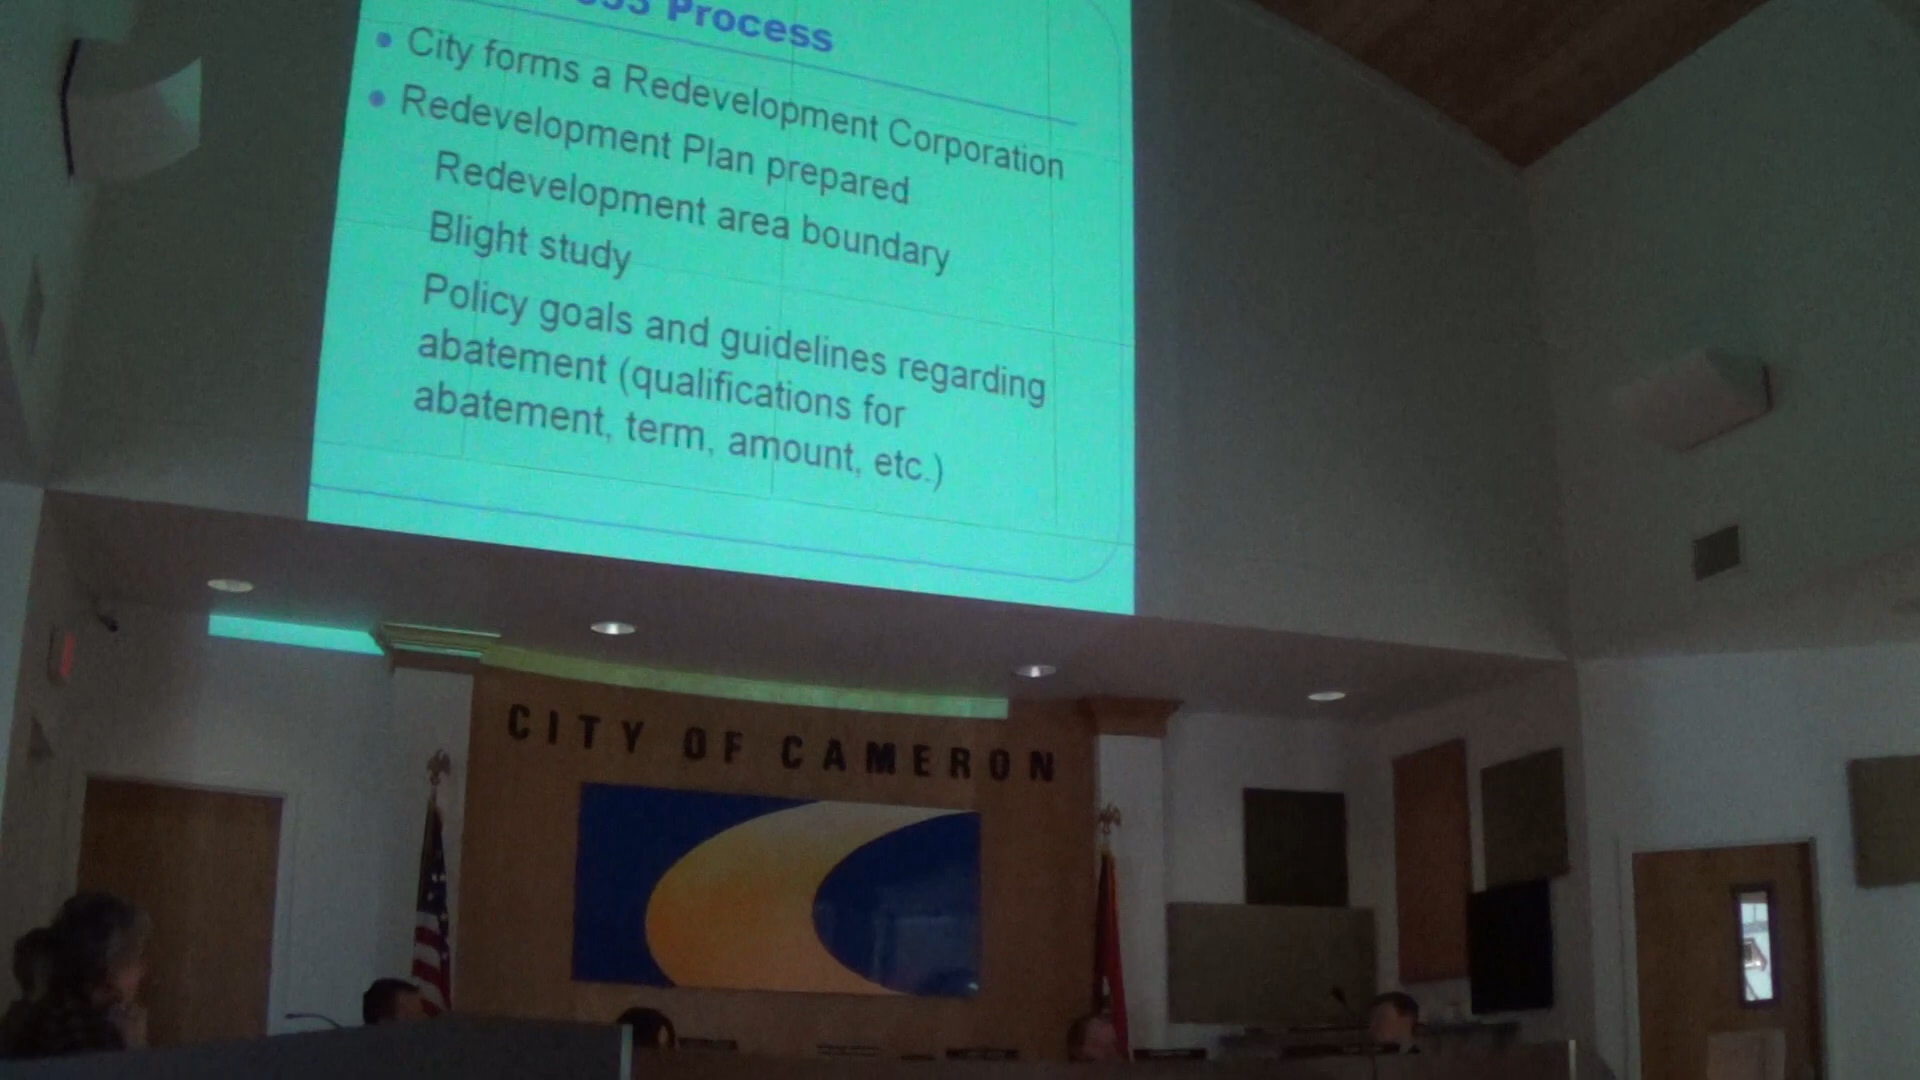 Process
City forms a Redevelopment Corporation
Redevelopment Plan prepared
Redevelopment area boundary
Blight study
Policy goals and guidelines regarding
abatement (qualifications for
abatement, term, amount, etc.)
CITY OF CAMERON